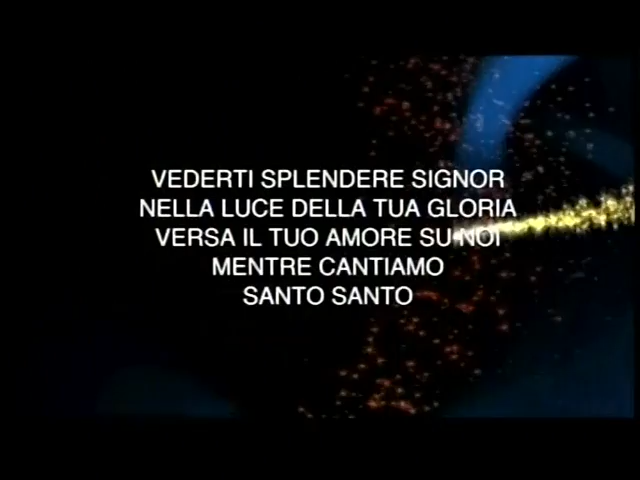 VEDERTI SPLENDERE SIGNOR
NELLA LUCE DELLA TUA GLORIA
VERSA IL TUO AMORE SU NOI
MENTRE CANTIAMO
SANTO SANTO